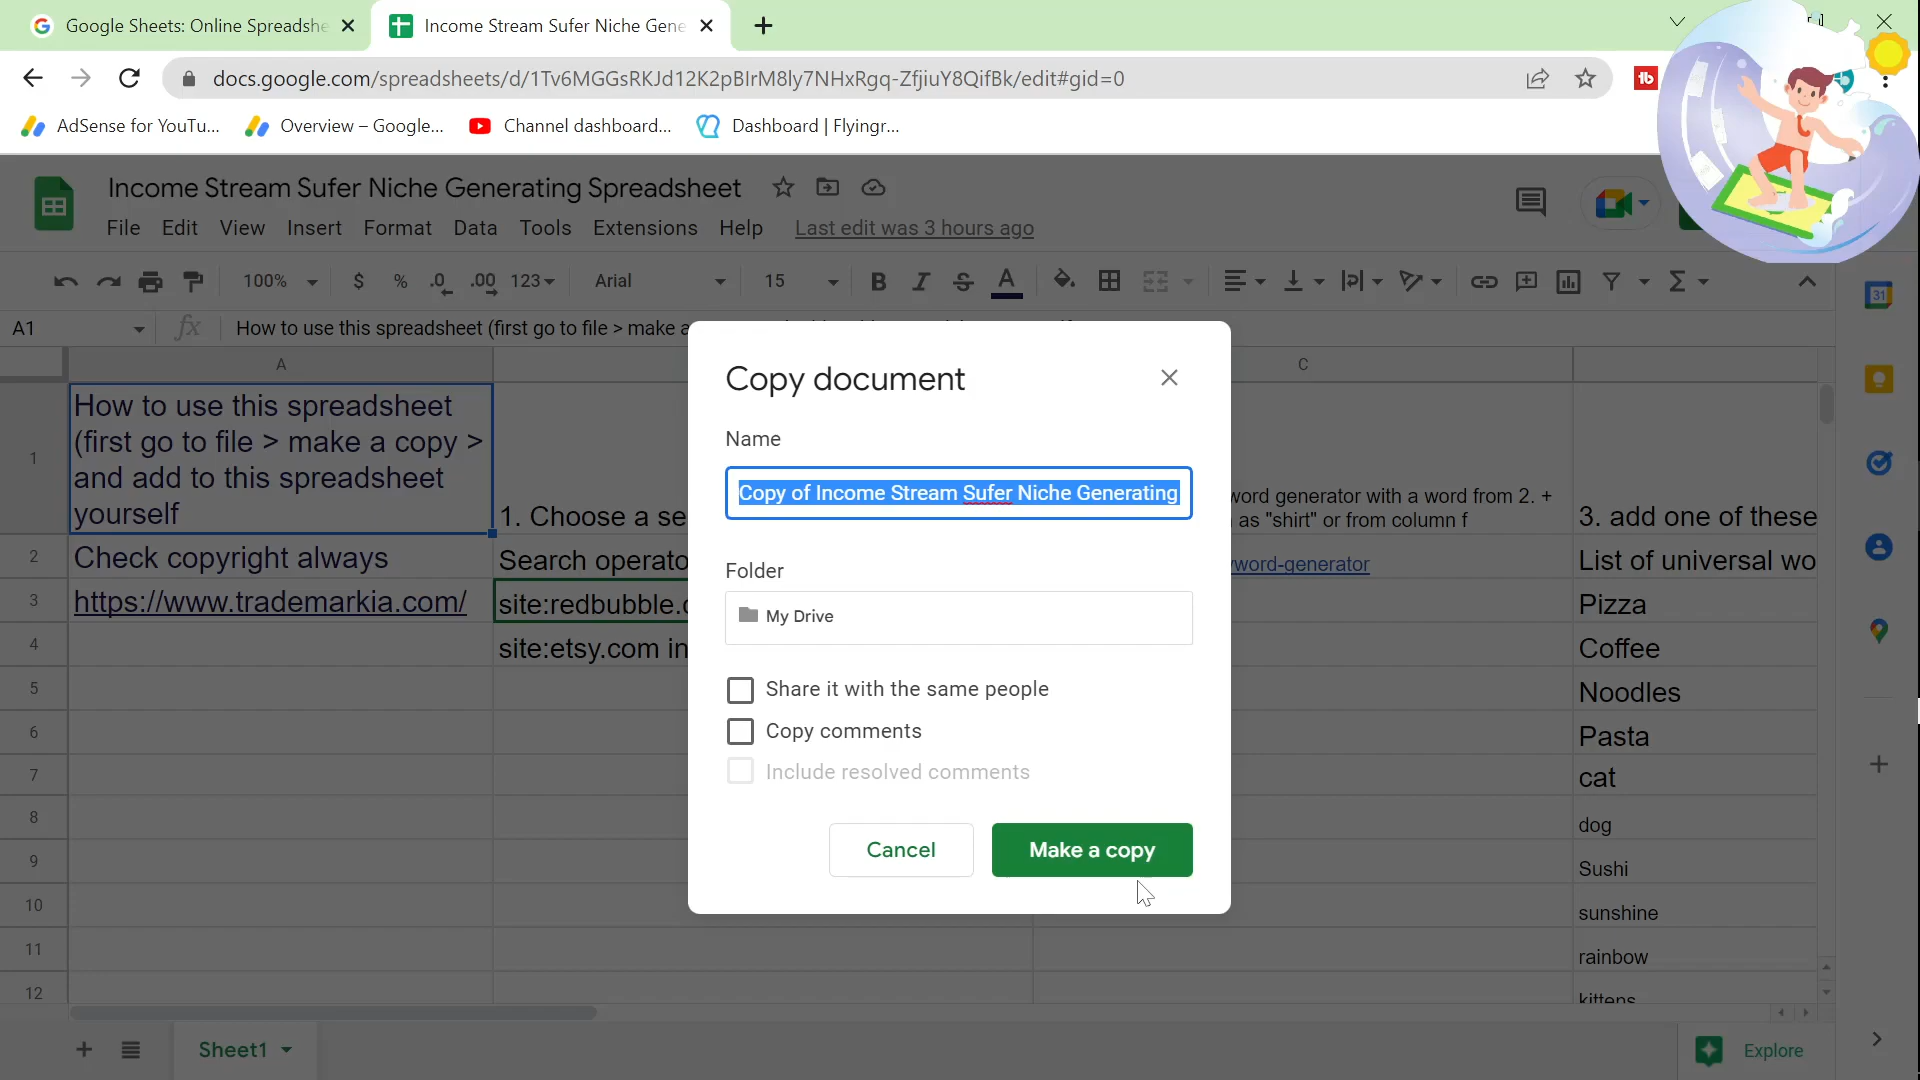 Google Sheets: Online Spreadshe
Income Stream Sufer Niche Gene
docs.google.com/spreadsheets/d/1Tv6MGGsRKJd12K2pBIrM8ly7NHxRgq-ZfjiuY8QifBk/edit#gid=0
AdSense for YouTu...
Overview – Google...
Channel dashboard...
Dashboard | Flyingr...
Income Stream Sufer Niche Generating Spreadsheet
File Edit View Insert Format Data Tools Extensions Help Last edit was 3 hours ago
100% $ % .0 .00 123 Arial 15 B I S A
31
A1 fx How to use this spreadsheet (first go to file > make a
A C
1
How to use this spreadsheet
(first go to file > make a copy >
and add to this spreadsheet
yourself
1. Choose a se
word generator with a word from 2. +
as "shirt" or from column f
3. add one of these
2 Check copyright always Search operato word-generator List of universal wo
3 https://www.trademarkia.com/ site:redbubble. Pizza
4 site:etsy.com in Coffee
5 Noodles
6 Pasta
7 cat
8 dog
9 Sushi
10 sunshine
11 rainbow
12 kittens
Copy document
Name
Copy of Income Stream Sufer Niche Generating
Folder
My Drive
Share it with the same people
Copy comments
Include resolved comments
Cancel
Make a copy
Sheet1
Explore